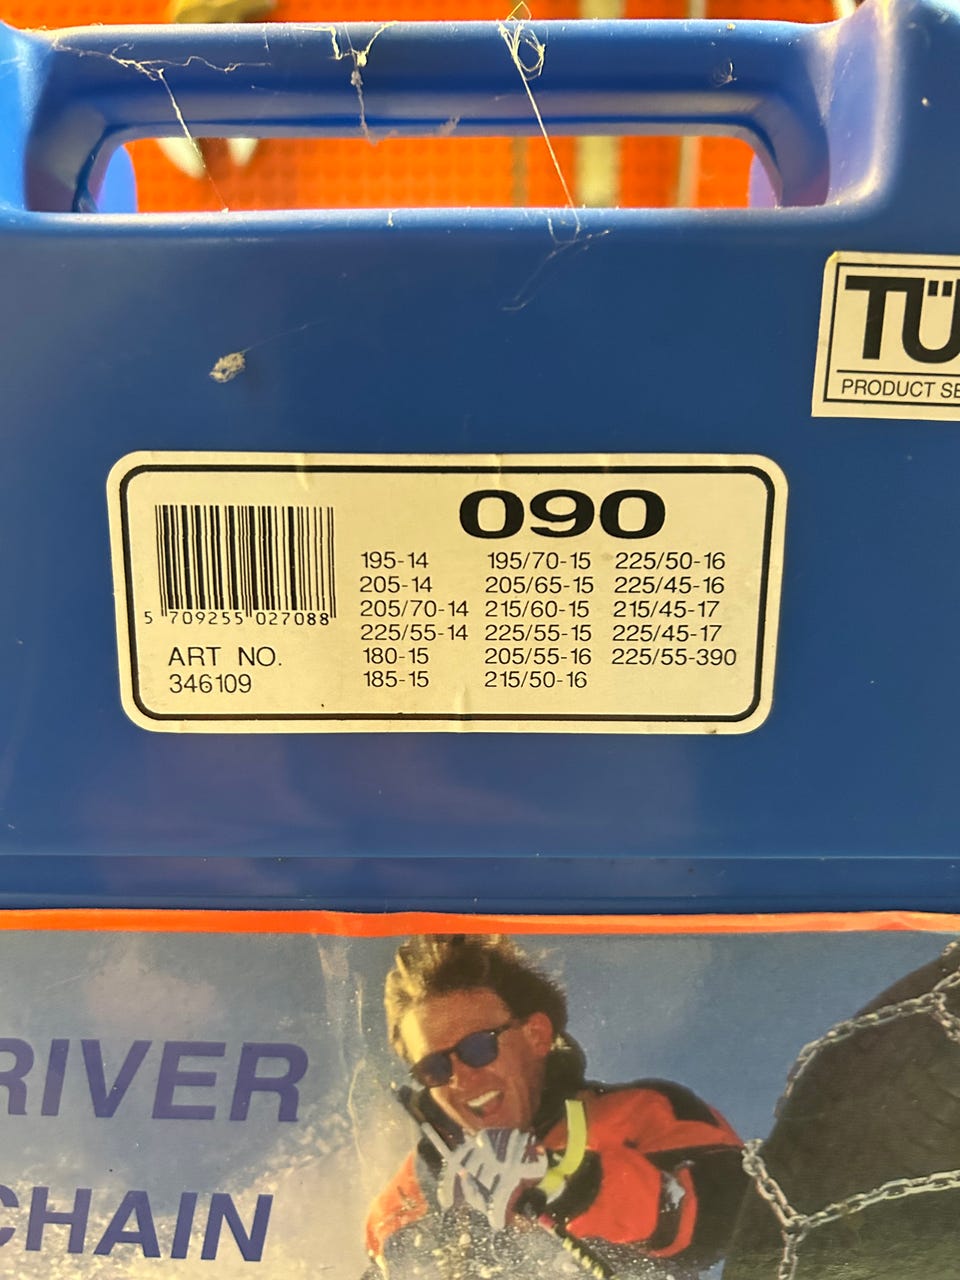 TÜ
PRODUCT SE
090
195-14 195/70-15 225/50-16
205-14 205/65-15 225/45-16
205/70-14 215/60-15 215/45-17
225/55-14 225/55-15 225/45-17
180-15 205/55-16 225/55-390
185-15 215/50-16
5 709255 027088
ART NO.
346109
RIVER
CHAIN